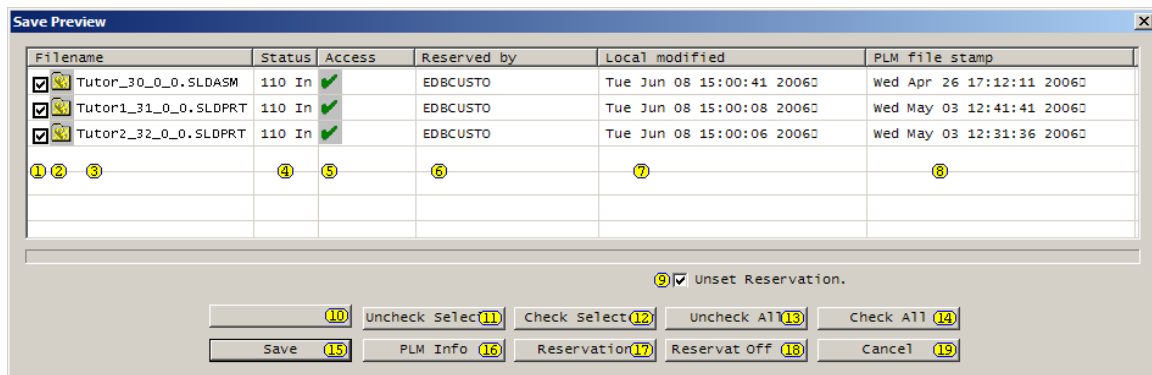 Save Preview
Filename Status Access Reserved by Local modified PLM file stamp
Tutor_30_0_0.SLDASM 110 In EDBCUSTO Tue Jun 08 15:00:41 2006 Wed Apr 26 17:12:11 2006
Tutor1_31_0_0.SLDPRT 110 In EDBCUSTO Tue Jun 08 15:00:08 2006 Wed May 03 12:41:41 2006
Tutor2_32_0_0.SLDPRT 110 In EDBCUSTO Tue Jun 08 15:00:06 2006 Wed May 03 12:31:36 2006
1 2 3 4 5 6 7 8
9 Unset Reservation.
10 Uncheck Selec 11 Check Select 12 Uncheck All 13 Check All 14
Save 15 PLM Info 16 Reservation 17 Reservat Off 18 Cancel 19